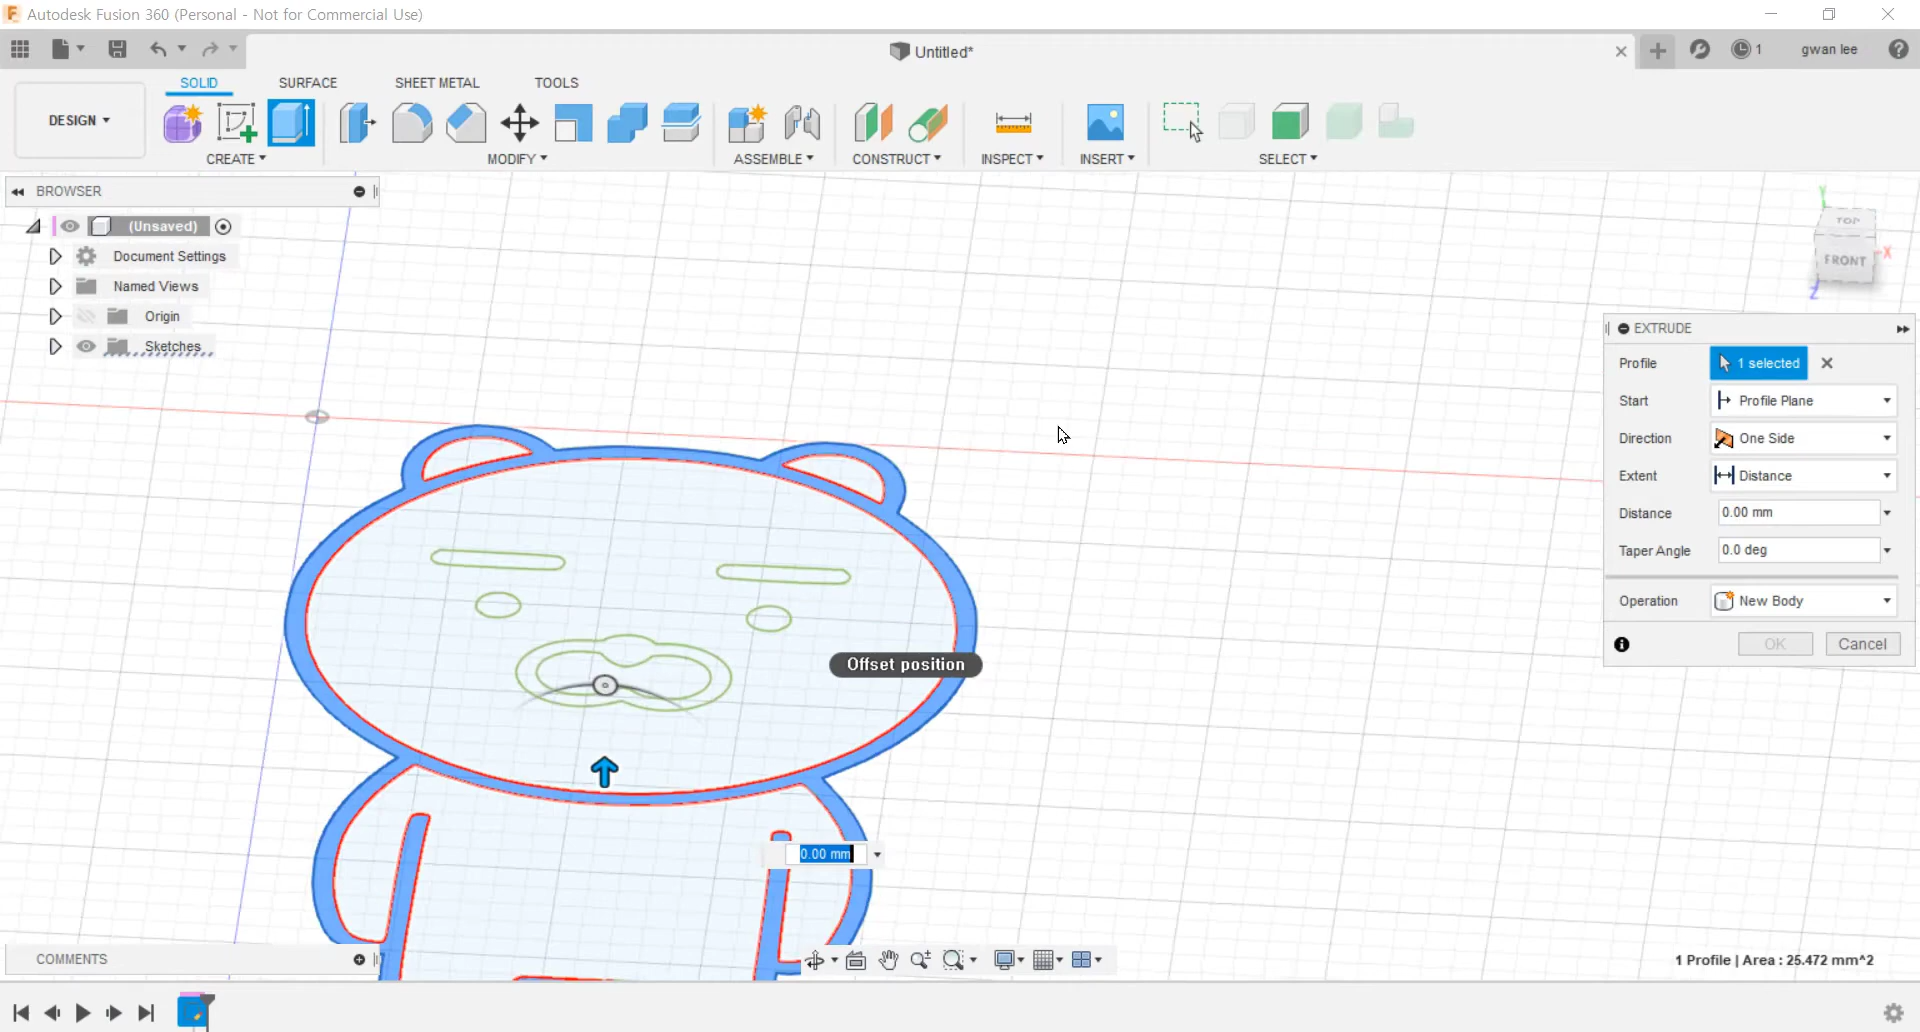 Autodesk Fusion 360 (Personal - Not for Commercial Use)
Untitled*
1
gwan lee
DESIGN
SOLID
SURFACE
SHEET METAL
TOOLS
CREATE
MODIFY
ASSEMBLE
CONSTRUCT
INSPECT
INSERT
SELECT
BROWSER
(Unsaved)
Document Settings
Named Views
Origin
Sketches
Y
TOP
FRONT
X
Z
EXTRUDE
Profile
1 selected
Start
Profile Plane
Direction
One Side
Extent
Distance
Distance
0.00 mm
Taper Angle
0.0 deg
Operation
New Body
OK
Cancel
Offset position
0.00 mm
COMMENTS
1 Profile | Area : 25.472 mm^2